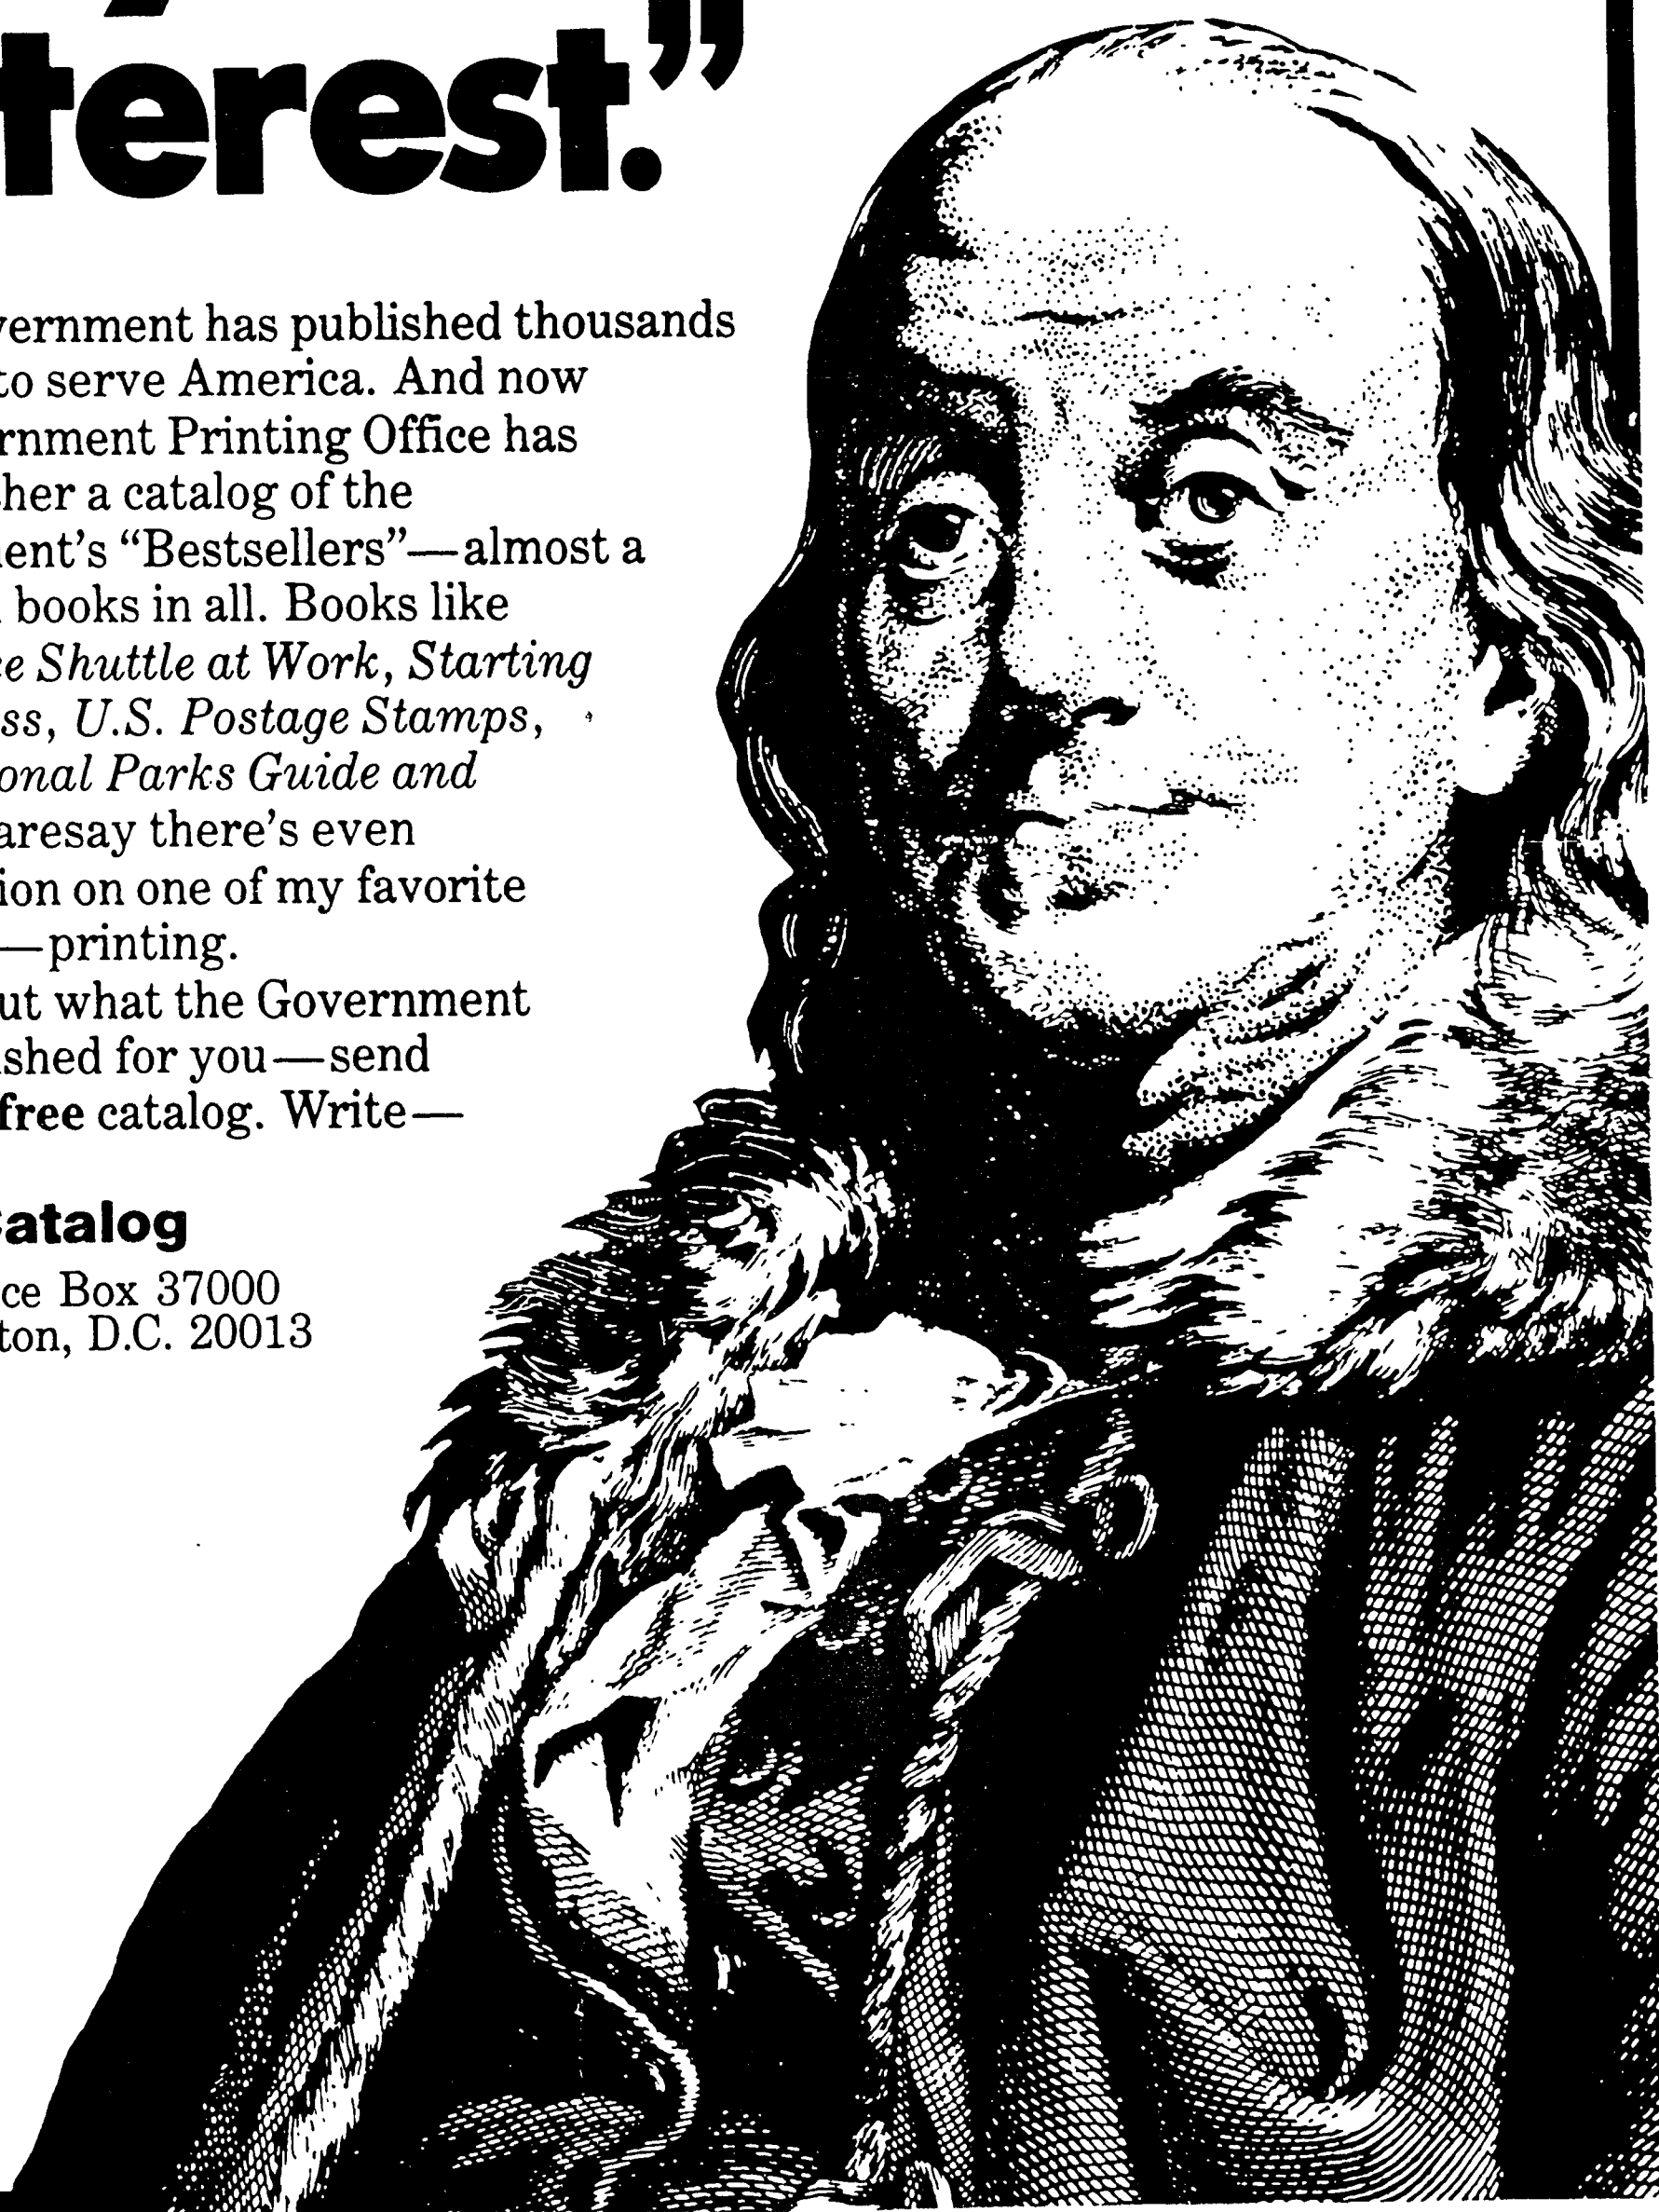 terest.”
vernment has published thousands
to serve America. And now
rnment Printing Office has
her a catalog of the
ent's “Bestsellers”—almost a
books in all. Books like
e Shuttle at Work, Starting
ss, U.S. Postage Stamps,
onal Parks Guide and
aresay there's even
ion on one of my favorite
—printing.
ut what the Government
shed for you—send
free catalog. Write—
Catalog
ce Box 37000
ton, D.C. 20013